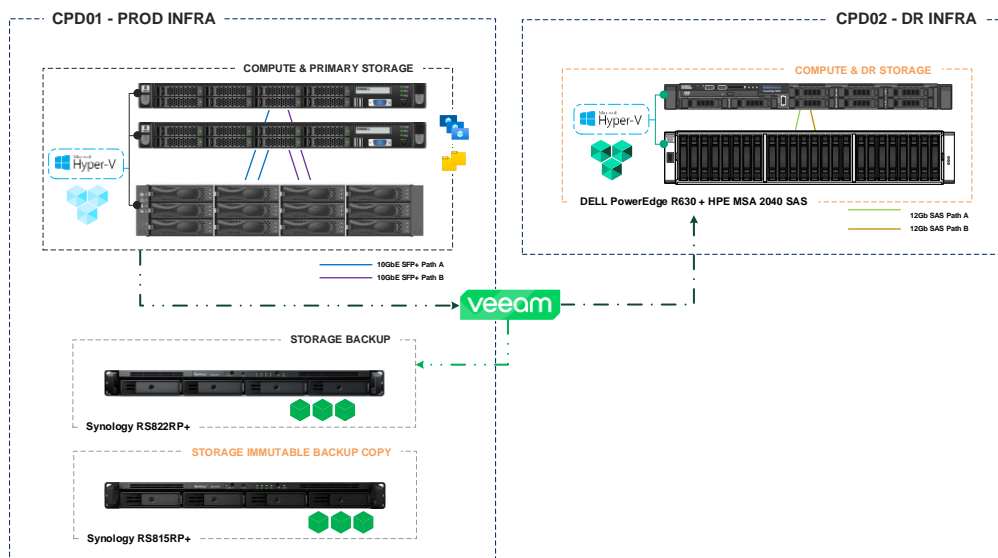 CPD01 - PROD INFRA
COMPUTE & PRIMARY STORAGE
Microsoft
Hyper-V
10GbE SFP+ Path A
10GbE SFP+ Path B
CPD02 - DR INFRA
COMPUTE & DR STORAGE
Microsoft
Hyper-V
DELL PowerEdge R630 + HPE MSA 2040 SAS
12Gb SAS Path A
12Gb SAS Path B
veeam
STORAGE BACKUP
Synology RS822RP+
STORAGE IMMUTABLE BACKUP COPY
Synology RS815RP+